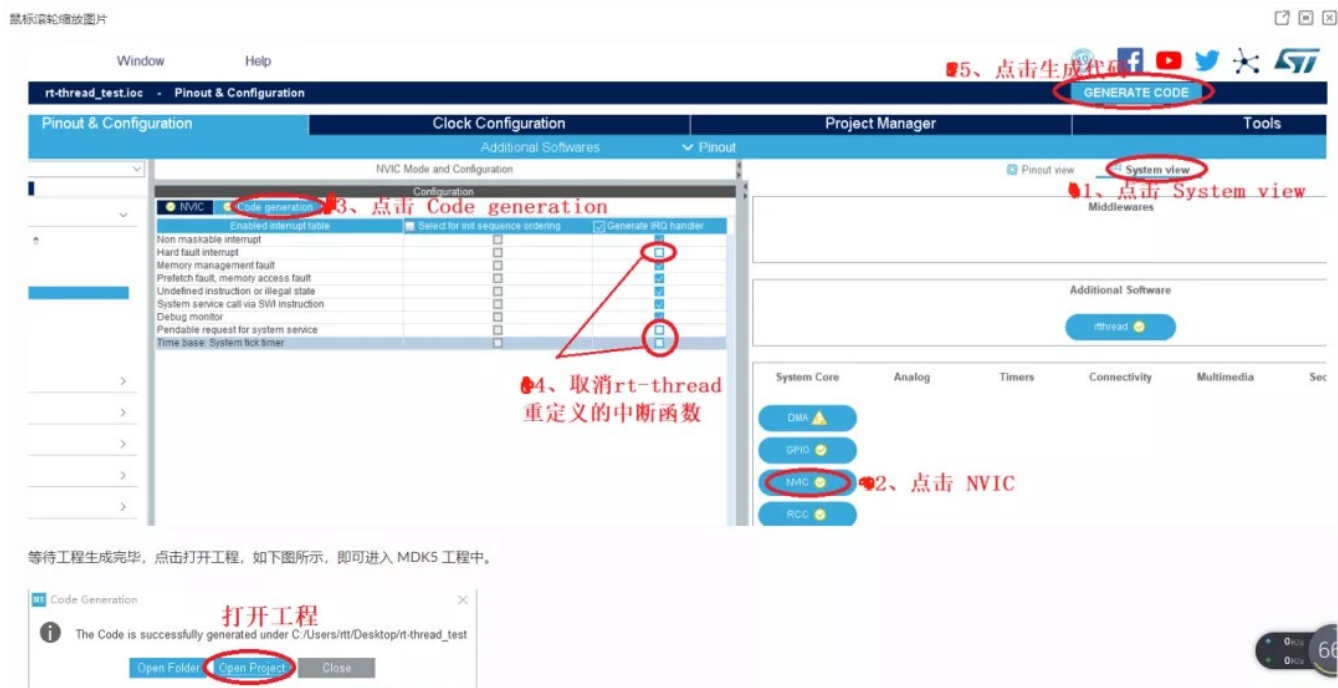 鼠标滚轮缩放图片
Window Help
5、点击生成代码
rt-thread_test.ioc - Pinout & Configuration
GENERATE CODE
Pinout & Configuration Clock Configuration Project Manager Tools
Additional Softwares Pinout
NVIC Mode and Configuration
Pinout view System view
1、点击 System view
Configuration
NVIC Code generation
3、点击 Code generation
Middlewares
Enabled interrupt table Select for init sequence ordering Generate IRQ handler
Non maskable interrupt
Hard fault interrupt
Memory management fault
Prefetch fault, memory access fault
Undefined instruction or illegal state
System service call via SWI instruction
Debug monitor
Pendable request for system service
Time base: System tick timer
Additional Software
rtthread
4、取消rt-thread
重定义的中断函数
System Core Analog Timers Connectivity Multimedia Sec
DMA
GPIO
NVIC
2、点击 NVIC
RCC
等待工程生成完毕，点击打开工程，如下图所示，即可进入 MDK5 工程中。
MX Code Generation
打开工程
The Code is successfully generated under C:/Users/rtt/Desktop/rt-thread_test
Open Folder Open Project Close
0K/s
0K/s
66